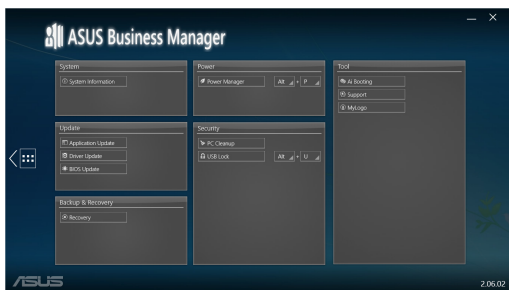 ASUS Business Manager
System
System Information
Power
Power Manager Alt + P
Tool
Ai Booting
Support
MyLogo
Update
Application Update
Driver Update
BIOS Update
Security
PC Cleanup
USB Lock Alt + U
Backup & Recovery
Recovery
ASUS
2.06.02